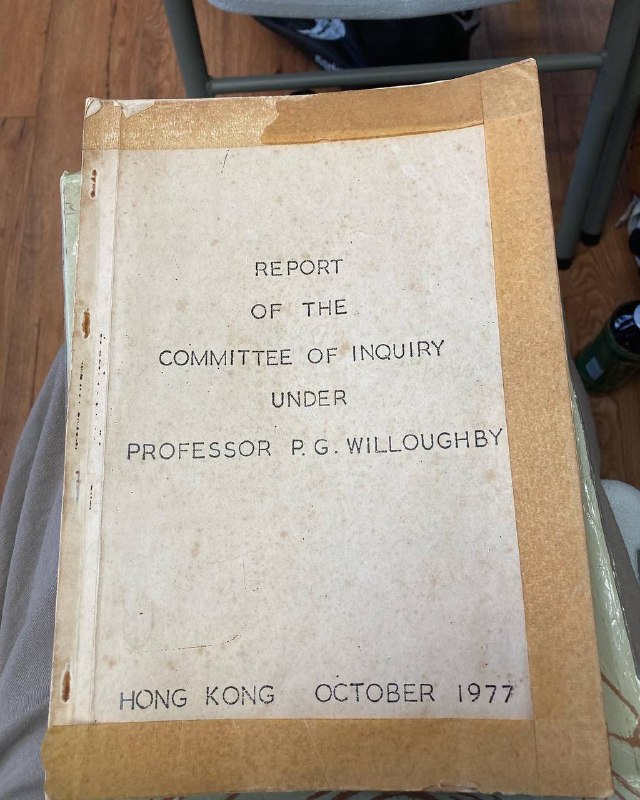 REPORT
OF THE
COMMITTEE OF INQUIRY
UNDER
PROFESSOR P.G. WILLOUGHBY
HONG KONG OCTOBER 1977